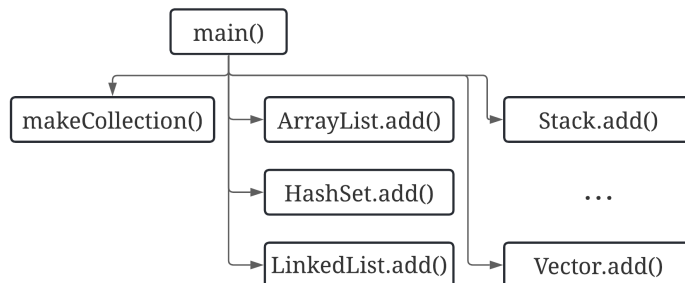 main()
makeCollection()
ArrayList.add()
Stack.add()
HashSet.add()
...
LinkedList.add()
Vector.add()